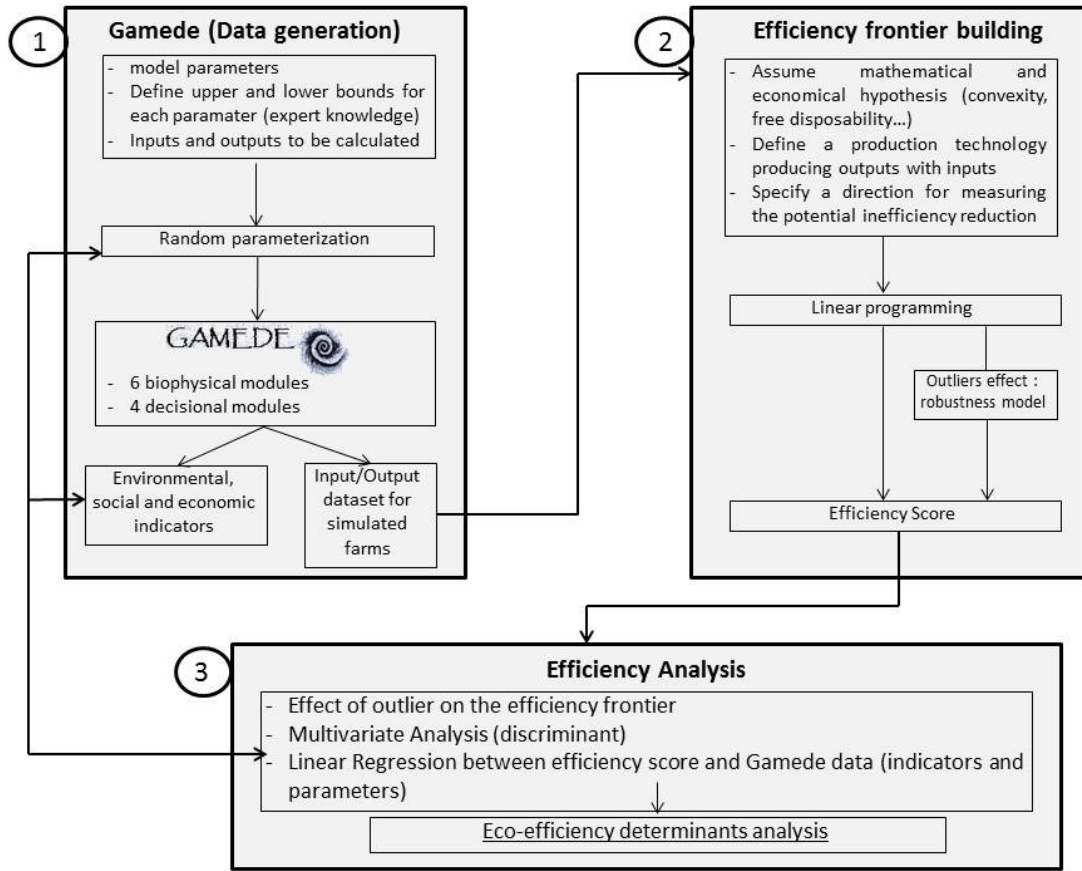 1
Gamede (Data generation)
- model parameters
- Define upper and lower bounds for
each paramater (expert knowledge)
- Inputs and outputs to be calculated
Random parameterization
GAMEDE
- 6 biophysical modules
- 4 decisional modules
Environmental,
social and economic
indicators
Input/Output
dataset for
simulated
farms
2
Efficiency frontier building
- Assume mathematical and
economical hypothesis (convexity,
free disposability...)
- Define a production technology
producing outputs with inputs
- Specify a direction for measuring
the potential inefficiency reduction
Linear programming
Outliers effect :
robustness model
Efficiency Score
3
Efficiency Analysis
- Effect of outlier on the efficiency frontier
- Multivariate Analysis (discriminant)
- Linear Regression between efficiency score and Gamede data (indicators and
parameters)
Eco-efficiency determinants analysis